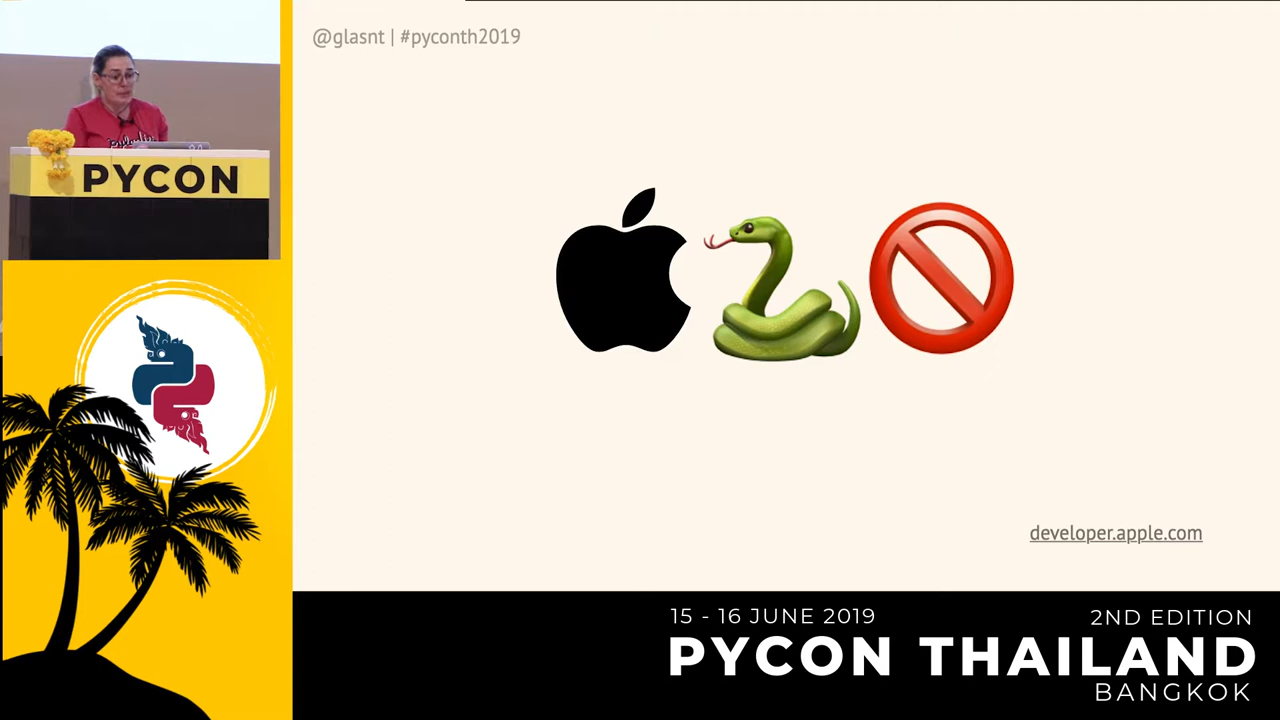 @glasnt | #pyconth2019
PYCON
developer.apple.com
15 - 16 JUNE 2019
2ND EDITION
PYCON THAILAND
BANGKOK